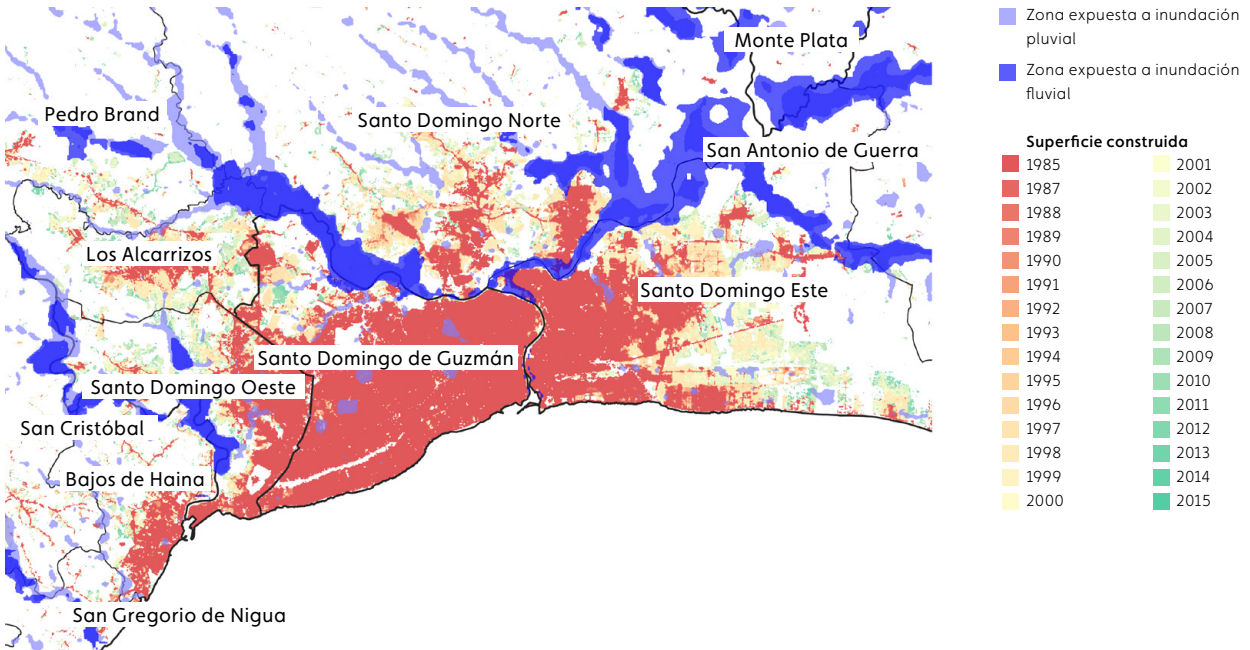 Monte Plata
Pedro Brand
Santo Domingo Norte
San Antonio de Guerra
Los Alcarrizos
Santo Domingo Este
Santo Domingo de Guzmán
Santo Domingo Oeste
San Cristóbal
Bajos de Haina
San Gregorio de Nigua
Zona expuesta a inundación
pluvial
Zona expuesta a inundación
fluvial
Superficie construida
1985
1987
1988
1989
1990
1991
1992
1993
1994
1995
1996
1997
1998
1999
2000
2001
2002
2003
2004
2005
2006
2007
2008
2009
2010
2011
2012
2013
2014
2015